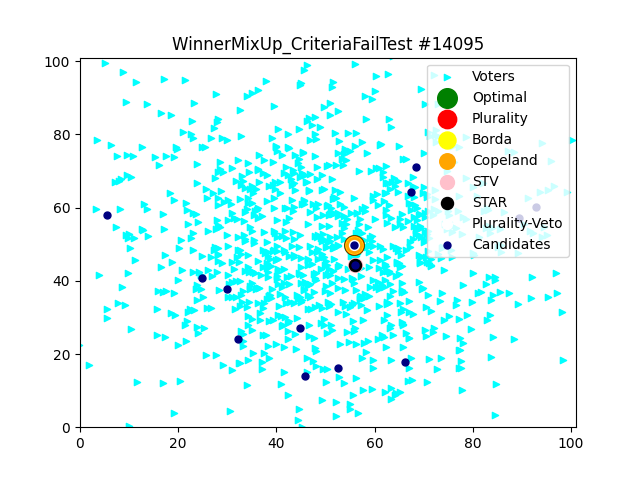 WinnerMixUp_CriteriaFailTest #14095
100
80
60
40
20
0
0 20 40 60 80 100
Voters
Optimal
Plurality
Borda
Copeland
STV
STAR
Plurality-Veto
Candidates